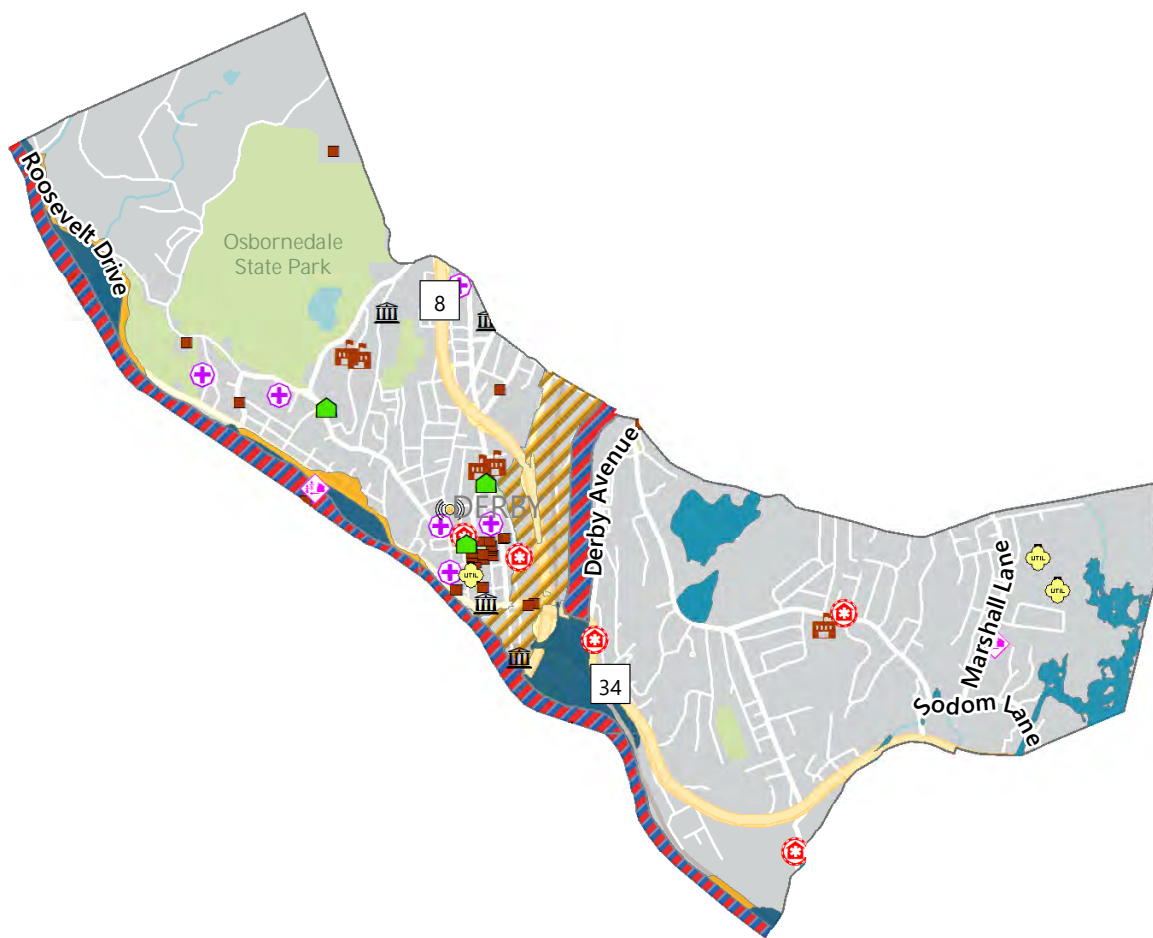 Roosevelt Drive
Osbornedale
State Park
8
DERBY
Derby Avenue
UTIL
UTIL
UTIL
Marshall Lane
34
Sodom Lane